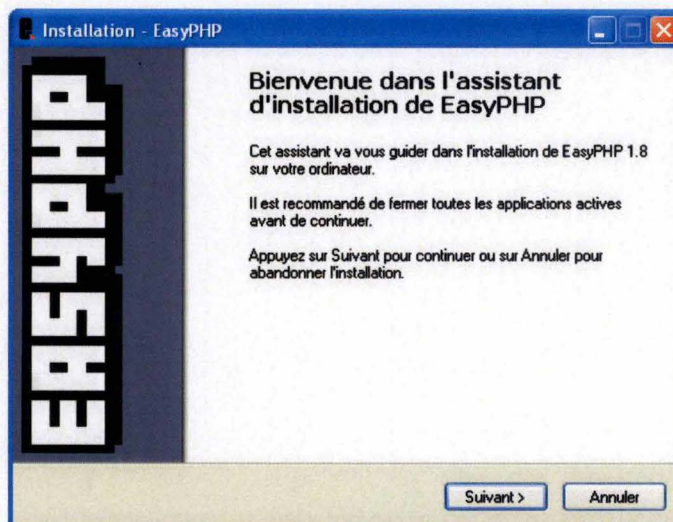 Installation - EasyPHP
EASYPHP
Bienvenue dans l'assistant
d'installation de EasyPHP
Cet assistant va vous guider dans l'installation de EasyPHP 1.8
sur votre ordinateur.
Il est recommandé de fermer toutes les applications actives
avant de continuer.
Appuyez sur Suivant pour continuer ou sur Annuler pour
abandonner l'installation.
Suivant >
Annuler